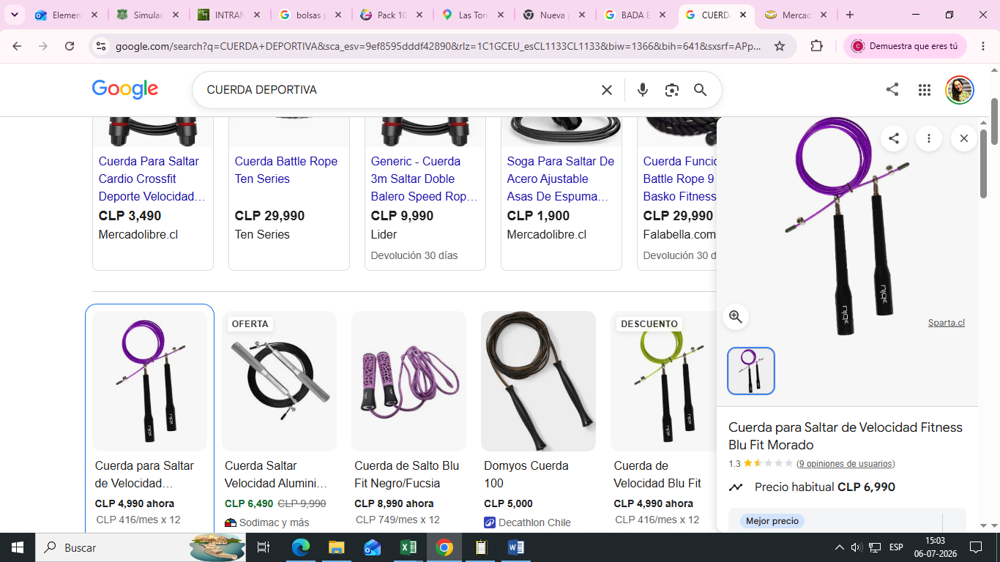 Element
Simulac
INTRAN
bolsas p
Pack 10
Las Torc
Nueva p
BADA E
CUERDA
Mercad
google.com/search?q=CUERDA+DEPORTIVA&sca_esv=9ef8595dddf42890&rlz=1C1GCEU_esCL1133CL1133&biw=1366&bih=641&sxsrf=APp...
Demuestra que eres tú
Google
CUERDA DEPORTIVA
Cuerda Para Saltar
Cardio Crossfit
Deporte Velocidad...
CLP 3,490
Mercadolibre.cl
Cuerda Battle Rope
Ten Series
CLP 29,990
Ten Series
Generic - Cuerda
3m Saltar Doble
Balero Speed Rop...
CLP 9,990
Lider
Devolución 30 días
Soga Para Saltar De
Acero Ajustable
Asas De Espuma...
CLP 1,900
Mercadolibre.cl
Cuerda Funcio
Battle Rope 9
Basko Fitness
CLP 29,990
Falabella.com
Devolución 30 d
Cuerda para Saltar
de Velocidad...
CLP 4,990 ahora
CLP 416/mes x 12
OFERTA
Cuerda Saltar
Velocidad Alumini...
CLP 6,490 CLP 9,990
Sodimac y más
Cuerda de Salto Blu
Fit Negro/Fucsia
CLP 8,990 ahora
CLP 749/mes x 12
Domyos Cuerda
100
CLP 5,000
Decathlon Chile
DESCUENTO
Cuerda de
Velocidad Blu Fit
CLP 4,990 ahora
CLP 416/mes x 12
Sparta.cl
Cuerda para Saltar de Velocidad Fitness
Blu Fit Morado
1.3 (9 opiniones de usuarios)
Precio habitual CLP 6,990
Mejor precio
Buscar
ESP
15:03
06-07-2026